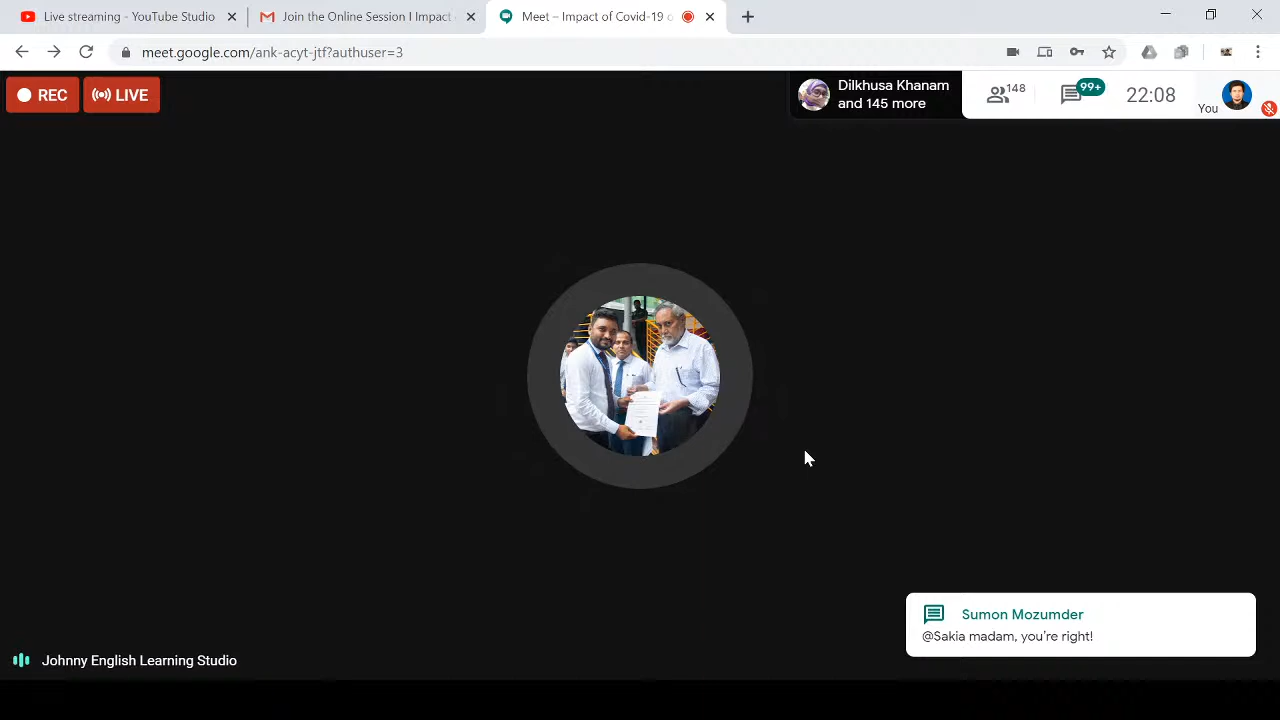 Live streaming - YouTube Studio
Join the Online Session I Impact
Meet – Impact of Covid-19 o
meet.google.com/ank-acyt-jtf?authuser=3
REC
LIVE
Dilkhusa Khanam
and 145 more
148
99+
22:08
You
Sumon Mozumder
@Sakia madam, you're right!
Johnny English Learning Studio